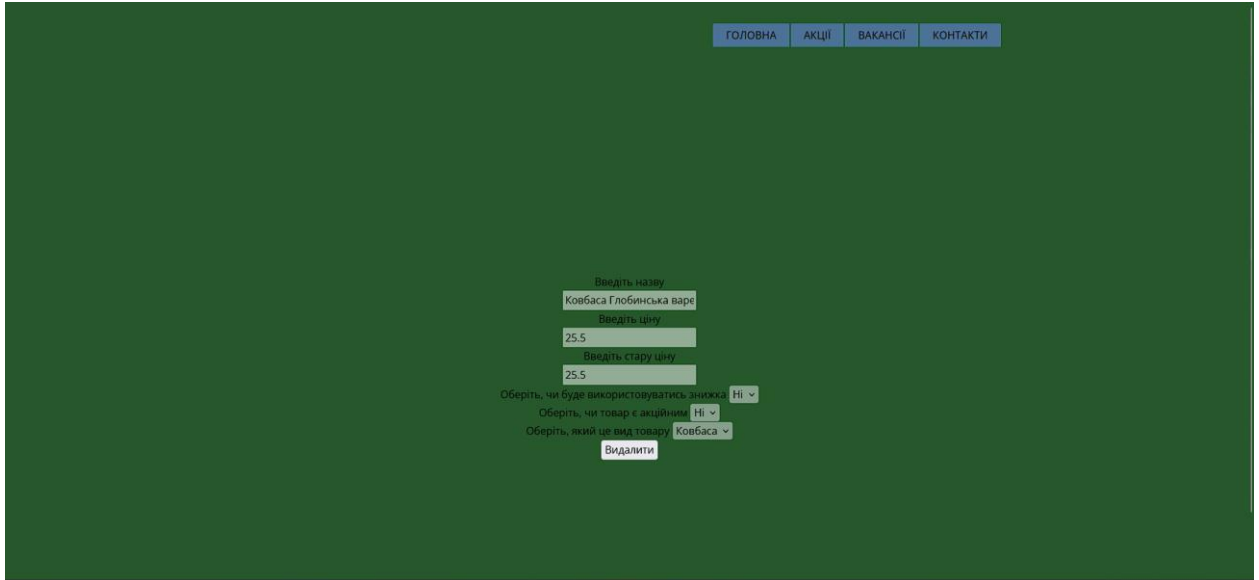 ГОЛОВНА АКЦІЇ ВАКАНСІЇ КОНТАКТИ
Введіть назву
Ковбаса Глобинська варе
Введіть ціну
25.5
Введіть стару ціну
25.5
Оберіть, чи буде використовуватись знижка Ні
Оберіть, чи товар є акційним Ні
Оберіть, який це вид товару Ковбаса
Видалити